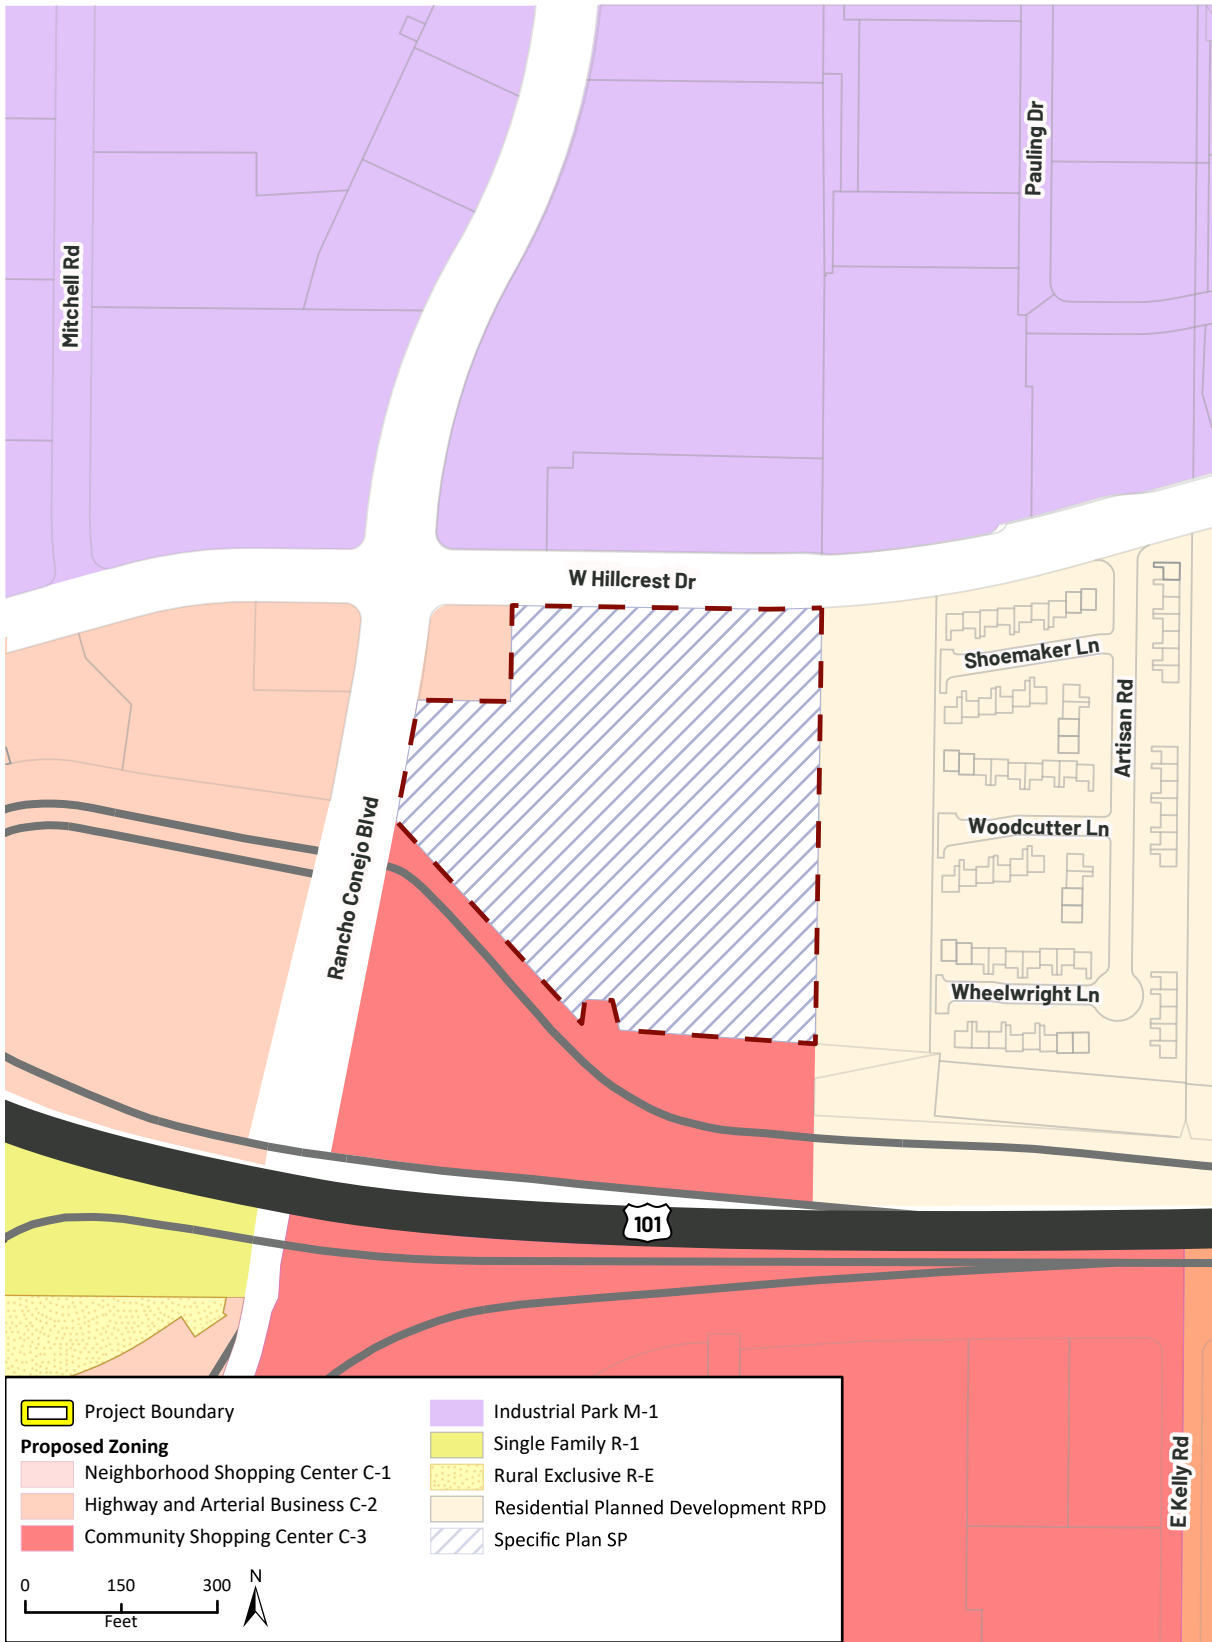 Pauling Dr
Mitchell Rd
W Hillcrest Dr
Shoemaker Ln
Artisan Rd
Woodcutter Ln
Rancho Conejo Blvd
Wheelwright Ln
101
E Kelly Rd
Project Boundary
Proposed Zoning
Neighborhood Shopping Center C-1
Highway and Arterial Business C-2
Community Shopping Center C-3
Industrial Park M-1
Single Family R-1
Rural Exclusive R-E
Residential Planned Development RPD
Specific Plan SP
0 150 300
Feet
N